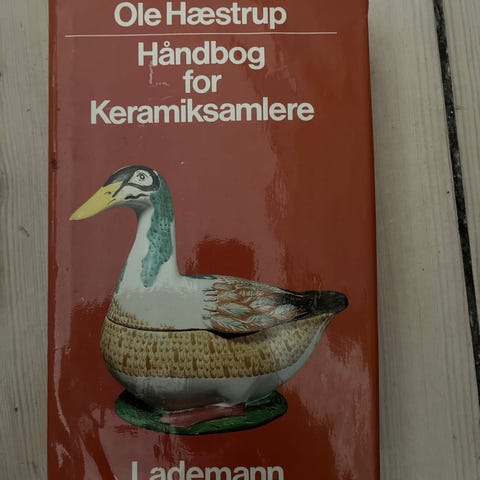 Ole Hæstrup
Håndbog
for
Keramiksamlere
Lademann